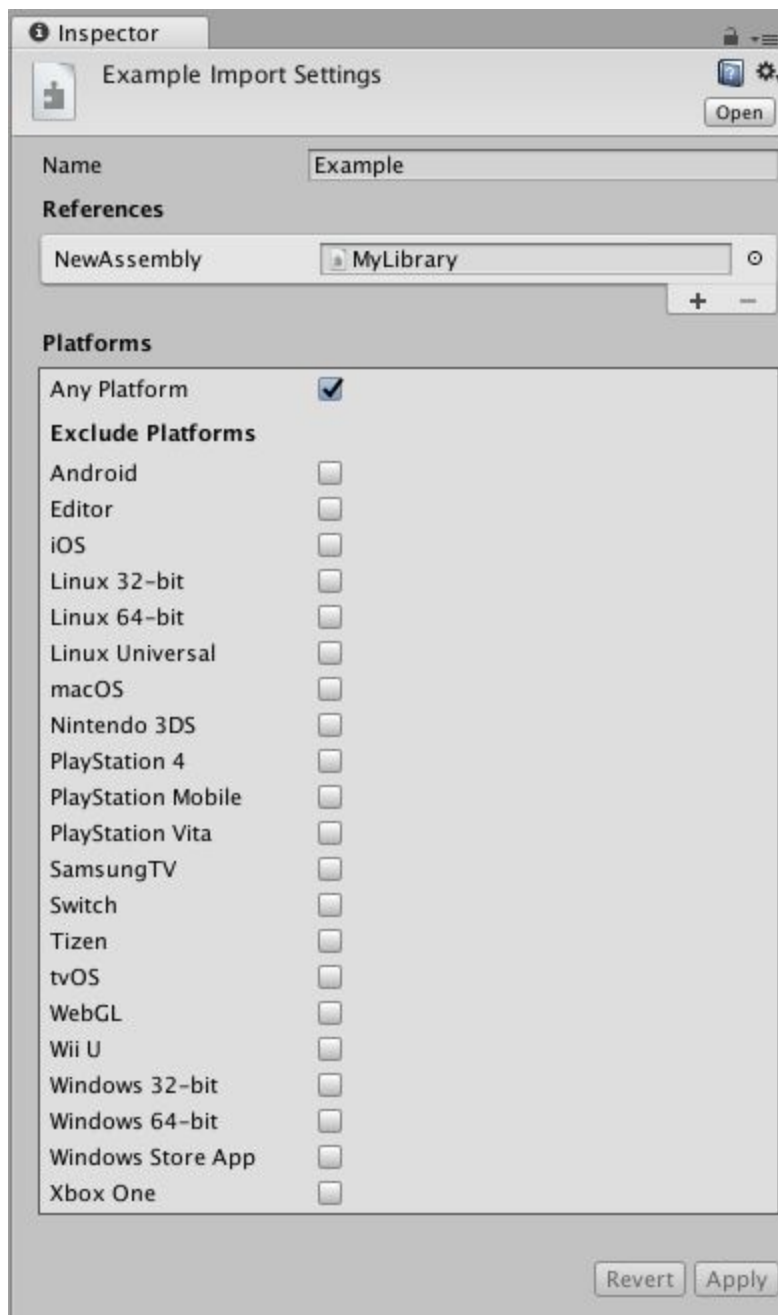 Inspector
Example Import Settings
Open
Name Example
References
NewAssembly MyLibrary
+ −
Platforms
Any Platform
Exclude Platforms
Android
Editor
iOS
Linux 32-bit
Linux 64-bit
Linux Universal
macOS
Nintendo 3DS
PlayStation 4
PlayStation Mobile
PlayStation Vita
SamsungTV
Switch
Tizen
tvOS
WebGL
Wii U
Windows 32-bit
Windows 64-bit
Windows Store App
Xbox One
Revert Apply